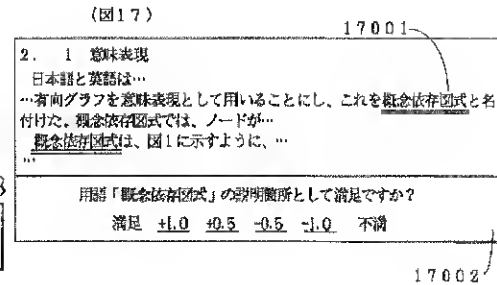 (図17)
17001
2. 1 意味表現
日本語と英語は…
…有向グラフを意味表現として用いることにし、これを概念依存図式と名
付けた。概念依存図式では、ノードが…
概念依存図式は、図1に示すように、…
…
用語「概念依存図式」の説明箇所として満足ですか?
満足 +1.0 +0.5 -0.5 -1.0 不満
17002